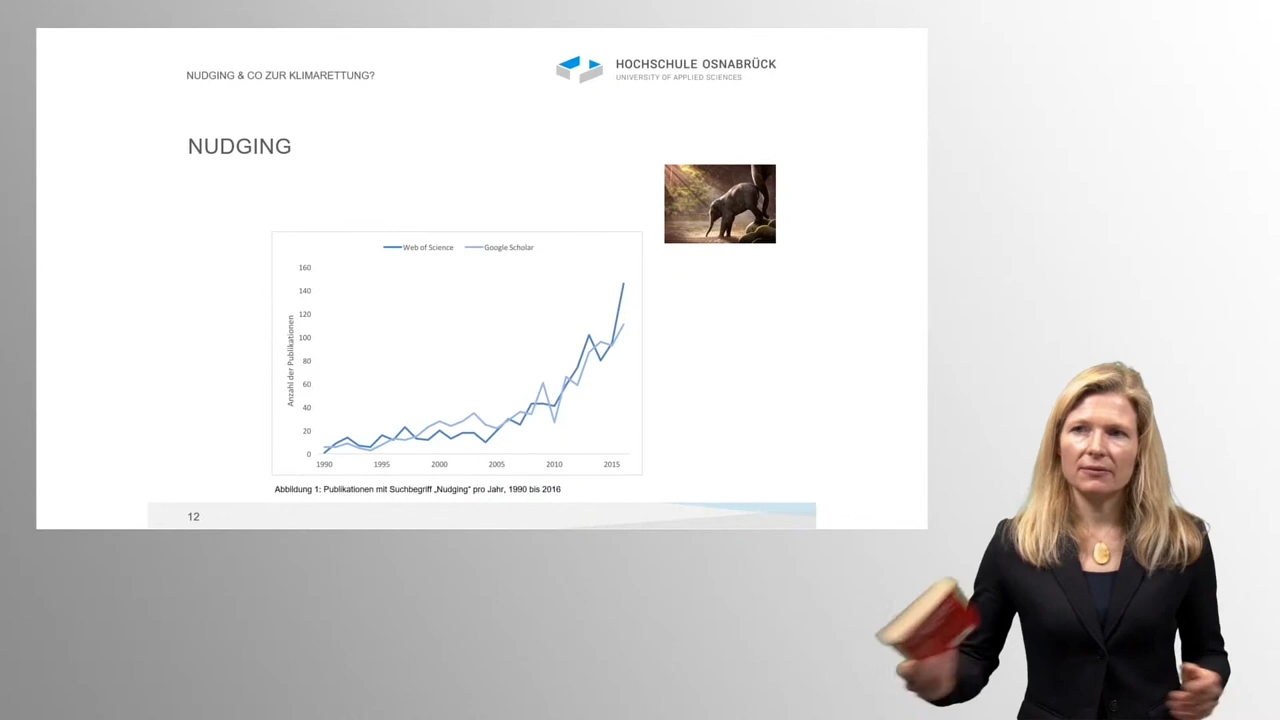 NUDGING & CO ZUR KLIMARETTUNG?
HOCHSCHULE OSNABRÜCK
UNIVERSITY OF APPLIED SCIENCES
NUDGING
Web of Science
Google Scholar
Anzahl der Publikationen
160
140
120
100
80
60
40
20
0
1990
1995
2000
2005
2010
2015
Abbildung 1: Publikationen mit Suchbegriff „Nudging“ pro Jahr, 1990 bis 2016
12